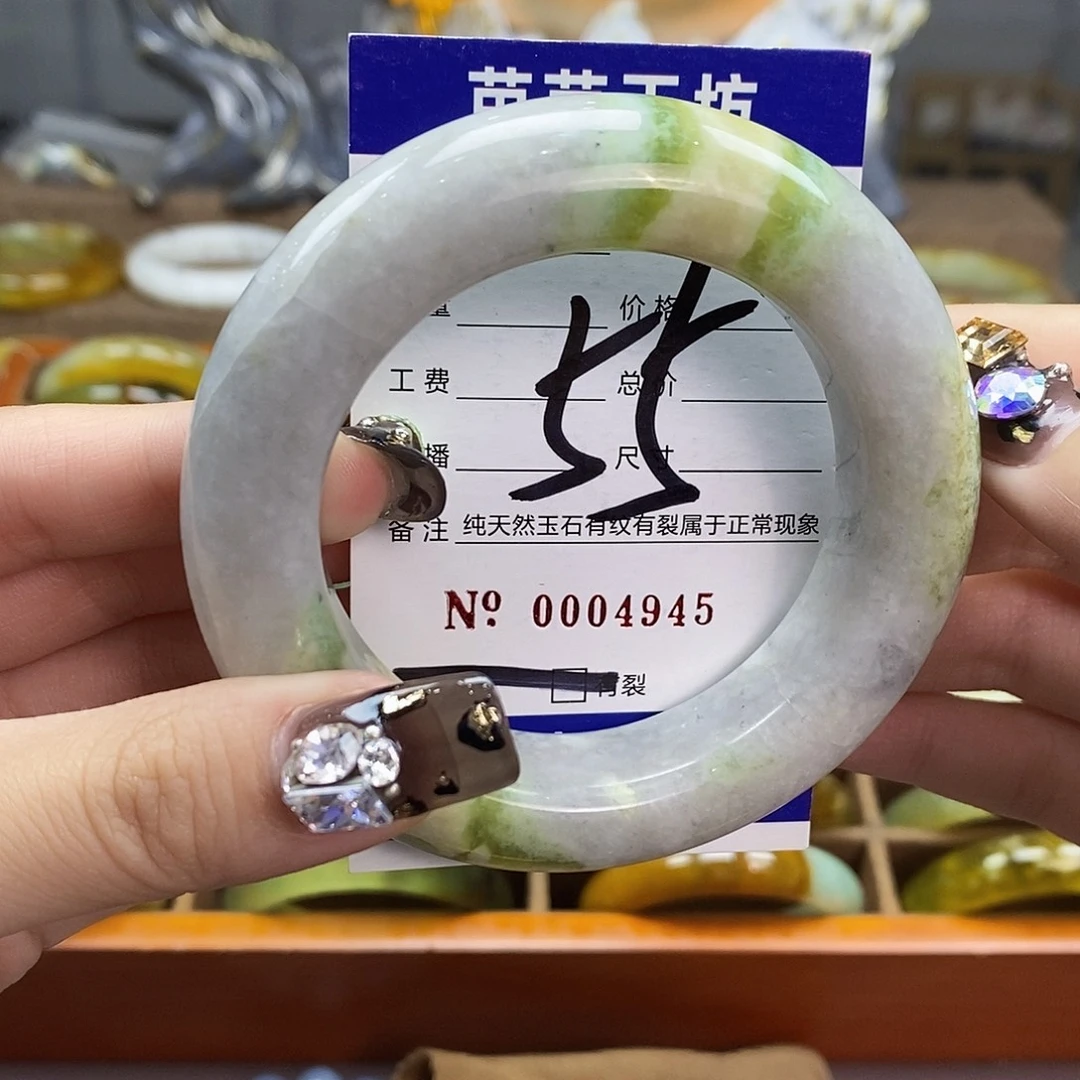 价格
工费 总价
播 尺寸
55
备注 纯天然玉石有纹有裂属于正常现象
Nº 0004945
有裂